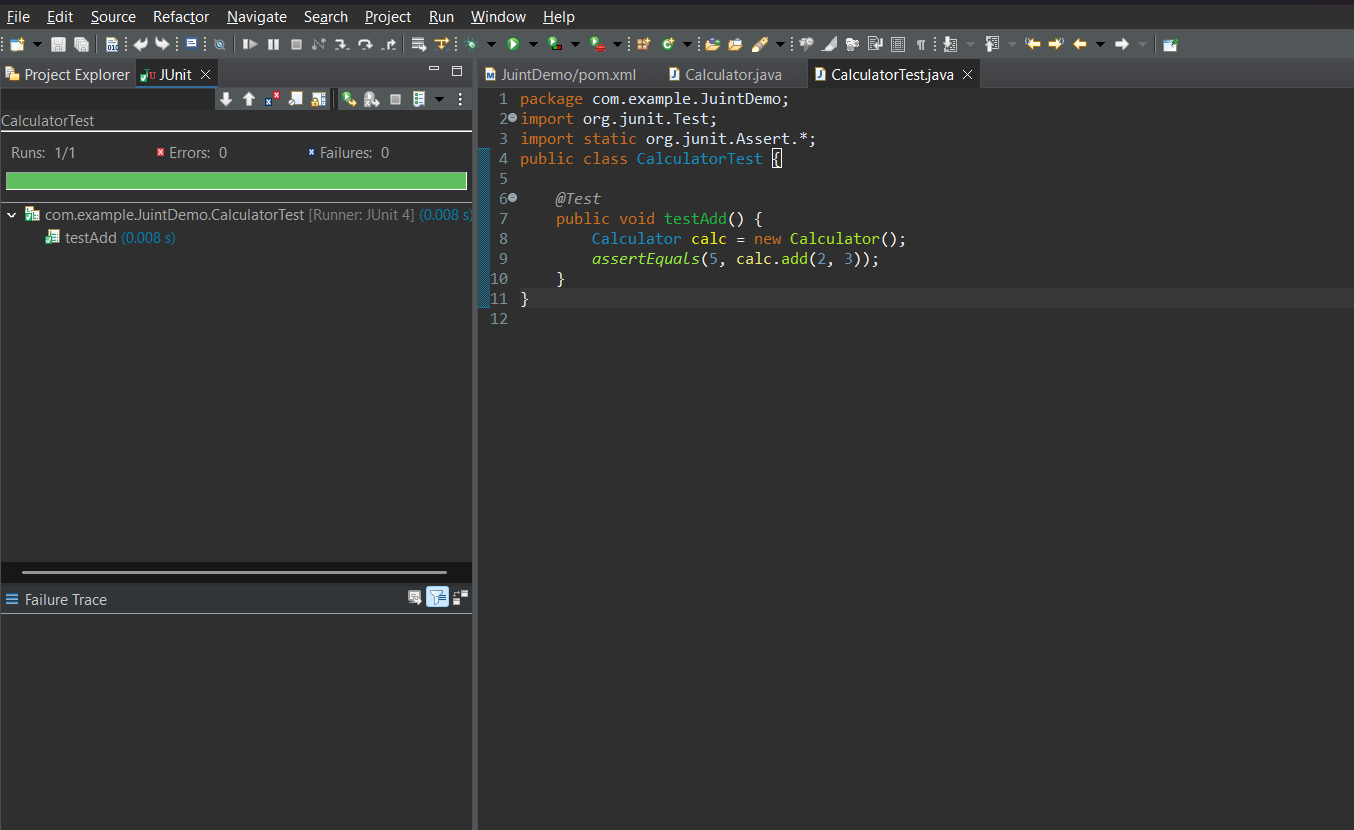 File Edit Source Refactor Navigate Search Project Run Window Help
Project Explorer JUnit
CalculatorTest
Runs: 1/1 Errors: 0 Failures: 0
com.example.JuintDemo.CalculatorTest [Runner: JUnit 4] (0.008 s)
testAdd (0.008 s)
Failure Trace
JuintDemo/pom.xml Calculator.java CalculatorTest.java
1 package com.example.JuintDemo;
2 import org.junit.Test;
3 import static org.junit.Assert.*;
4 public class CalculatorTest {
5
6 @Test
7 public void testAdd() {
8 Calculator calc = new Calculator();
9 assertEquals(5, calc.add(2, 3));
10 }
11 }
12